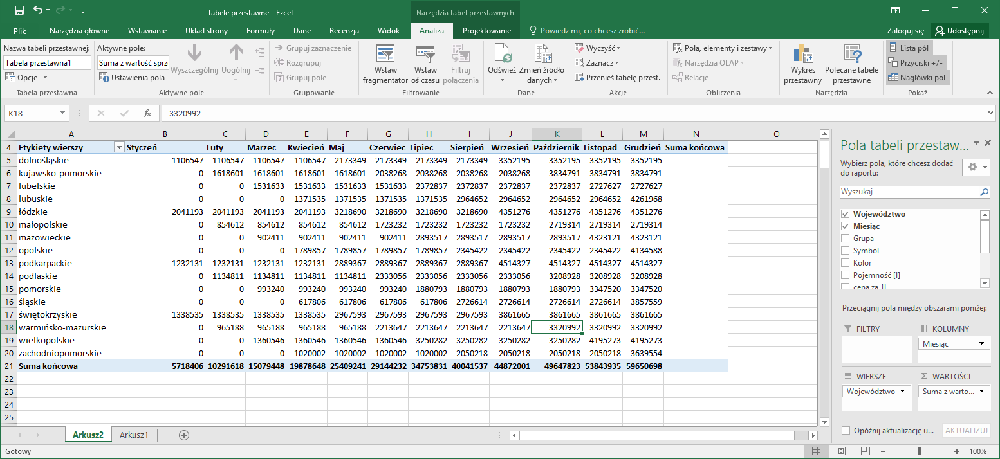 tabele przestawne - Excel
Narzędzia tabel przestawnych
Plik Narzędzia główne Wstawianie Układ strony Formuły Dane Recenzja Widok Analiza Projektowanie Powiedz mi, co chcesz zrobić... Zaloguj się Udostępnij
Nazwa tabeli przestawnej:
Tabela przestawna1
Opcje
Tabela przestawna
Aktywne pole:
Suma z wartość sprz
Ustawienia pola
Wyszczególnij
Uogólnij
Aktywne pole
Grupuj zaznaczenie
Rozgrupuj
Grupuj pole
Grupowanie
Wstaw
fragmentator
Wstaw
oś czasu
Filtruj
połączenia
Filtrowanie
Odśwież
Zmień źródło
danych
Dane
Wyczyść
Zaznacz
Przenieś tabelę przest.
Akcje
Pola, elementy i zestawy
Narzędzia OLAP
Relacje
Obliczenia
Wykres
przestawny
Polecane tabele
przestawne
Narzędzia
Lista pól
Przyciski +/-
Nagłówki pól
Pokaż
K18 fx 3320992
A B C D E F G H I J K L M N O
4 Etykiety wierszy Styczeń Luty Marzec Kwiecień Maj Czerwiec Lipiec Sierpień Wrzesień Październik Listopad Grudzień Suma końcowa
5 dolnośląskie 1106547 1106547 1106547 1106547 2173349 2173349 2173349 2173349 3352195 3352195 3352195 3352195
6 kujawsko-pomorskie 0 1618601 1618601 1618601 1618601 2038268 2038268 2038268 2038268 3834791 3834791 3834791
7 lubelskie 0 0 1531633 1531633 1531633 1531633 2372837 2372837 2372837 2372837 2727627 2727627
8 lubuskie 0 0 0 1371535 1371535 1371535 1371535 2964652 2964652 2964652 2964652 4261968
9 łódzkie 2041193 2041193 2041193 2041193 3218690 3218690 3218690 3218690 4351276 4351276 4351276 4351276
10 małopolskie 0 854612 854612 854612 854612 1723232 1723232 1723232 1723232 2719314 2719314 2719314
11 mazowieckie 0 0 902411 902411 902411 902411 2893517 2893517 2893517 2893517 4323121 4323121
12 opolskie 0 0 0 1789857 1789857 1789857 1789857 2345422 2345422 2345422 2345422 4134588
13 podkarpackie 1232131 1232131 1232131 1232131 2889367 2889367 2889367 2889367 4514327 4514327 4514327 4514327
14 podlaskie 0 1134811 1134811 1134811 1134811 2333056 2333056 2333056 2333056 3208928 3208928 3208928
15 pomorskie 0 0 993240 993240 993240 993240 1880793 1880793 1880793 1880793 3347520 3347520
16 śląskie 0 0 0 617806 617806 617806 617806 2726614 2726614 2726614 2726614 3857559
17 świętokrzyskie 1338535 1338535 1338535 1338535 2967593 2967593 2967593 2967593 3861665 3861665 3861665 3861665
18 warmińsko-mazurskie 0 965188 965188 965188 965188 2213647 2213647 2213647 2213647 3320992 3320992 3320992
19 wielkopolskie 0 0 1360546 1360546 1360546 1360546 3250282 3250282 3250282 3250282 4195273 4195273
20 zachodniopomorskie 0 0 0 1020002 1020002 1020002 1020002 2050218 2050218 2050218 2050218 3639554
21 Suma końcowa 5718406 10291618 15079448 19878648 25409241 29144232 34753831 40041537 44872001 49647823 53843935 59650698
22
23
24
25
Pola tabeli przestaw...
Wybierz pola, które chcesz dodać
do raportu:
Wyszukaj
Województwo
Miesiąc
Grupa
Symbol
Kolor
Pojemność [l]
cena za 1l
Przeciągnij pola między obszarami poniżej:
FILTRY
KOLUMNY
Miesiąc
WIERSZE
Województwo
Σ WARTOŚCI
Suma z warto...
Opóźnij aktualizację u... AKTUALIZUJ
Arkusz2 Arkusz1
Gotowy 100%